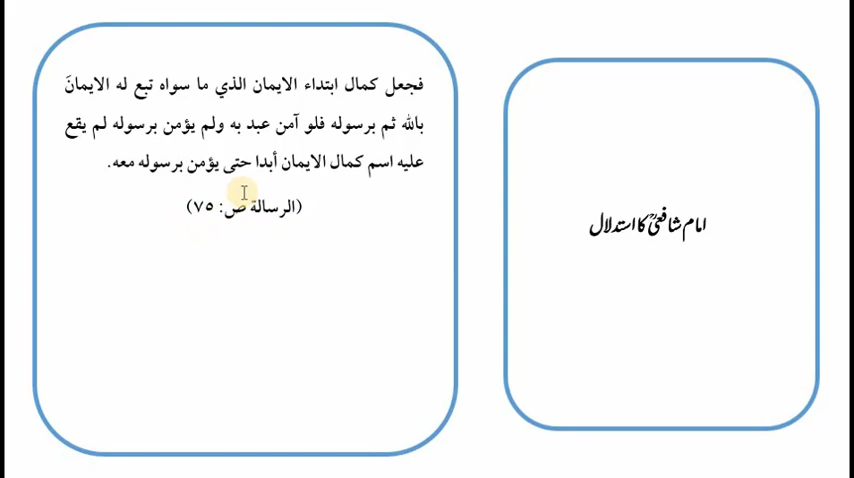 فجعل كمال ابتداء الايمان الذي ما سواه تبع له الايمانَ
بالله ثم برسوله فلو آمن عبد به ولم يؤمن برسوله لم يقع
عليه اسم كمال الايمان أبدا حتى يؤمن برسوله معه.
(الرسالة ص: ٧٥)
امام شافعیؒ کا استدلال